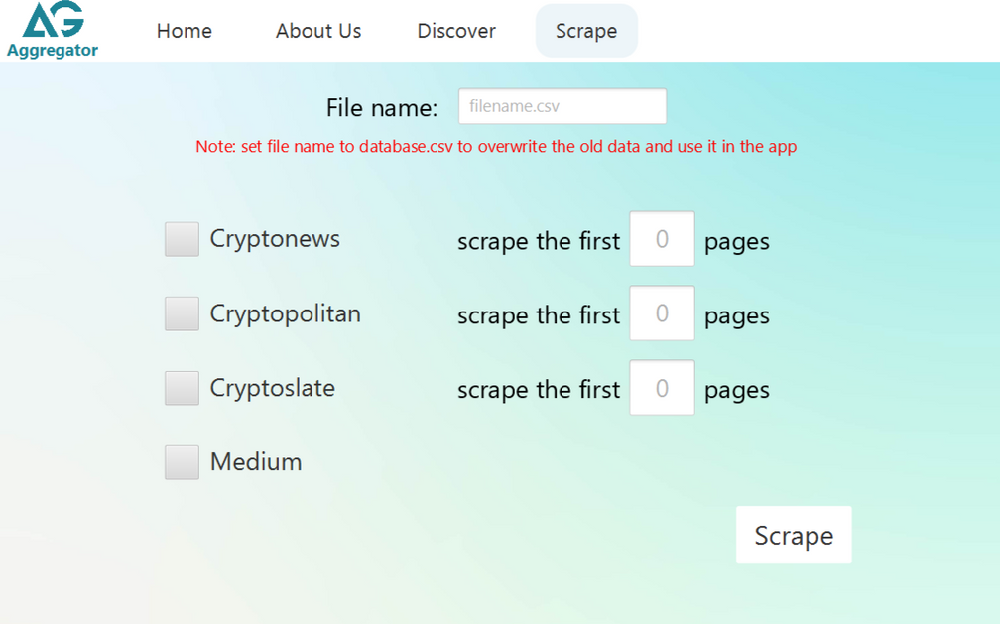 AG
Aggregator
Home About Us Discover Scrape
File name: filename.csv
Note: set file name to database.csv to overwrite the old data and use it in the app
Cryptonews scrape the first 0 pages
Cryptopolitan scrape the first 0 pages
Cryptoslate scrape the first 0 pages
Medium
Scrape